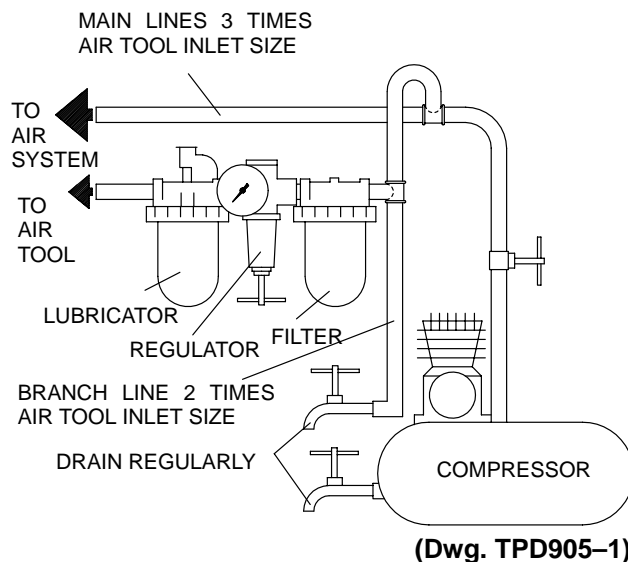 MAIN LINES 3 TIMES
AIR TOOL INLET SIZE
TO
AIR
SYSTEM
TO
AIR
TOOL
LUBRICATOR
REGULATOR
FILTER
BRANCH LINE 2 TIMES
AIR TOOL INLET SIZE
DRAIN REGULARLY
COMPRESSOR
(Dwg. TPD905–1)